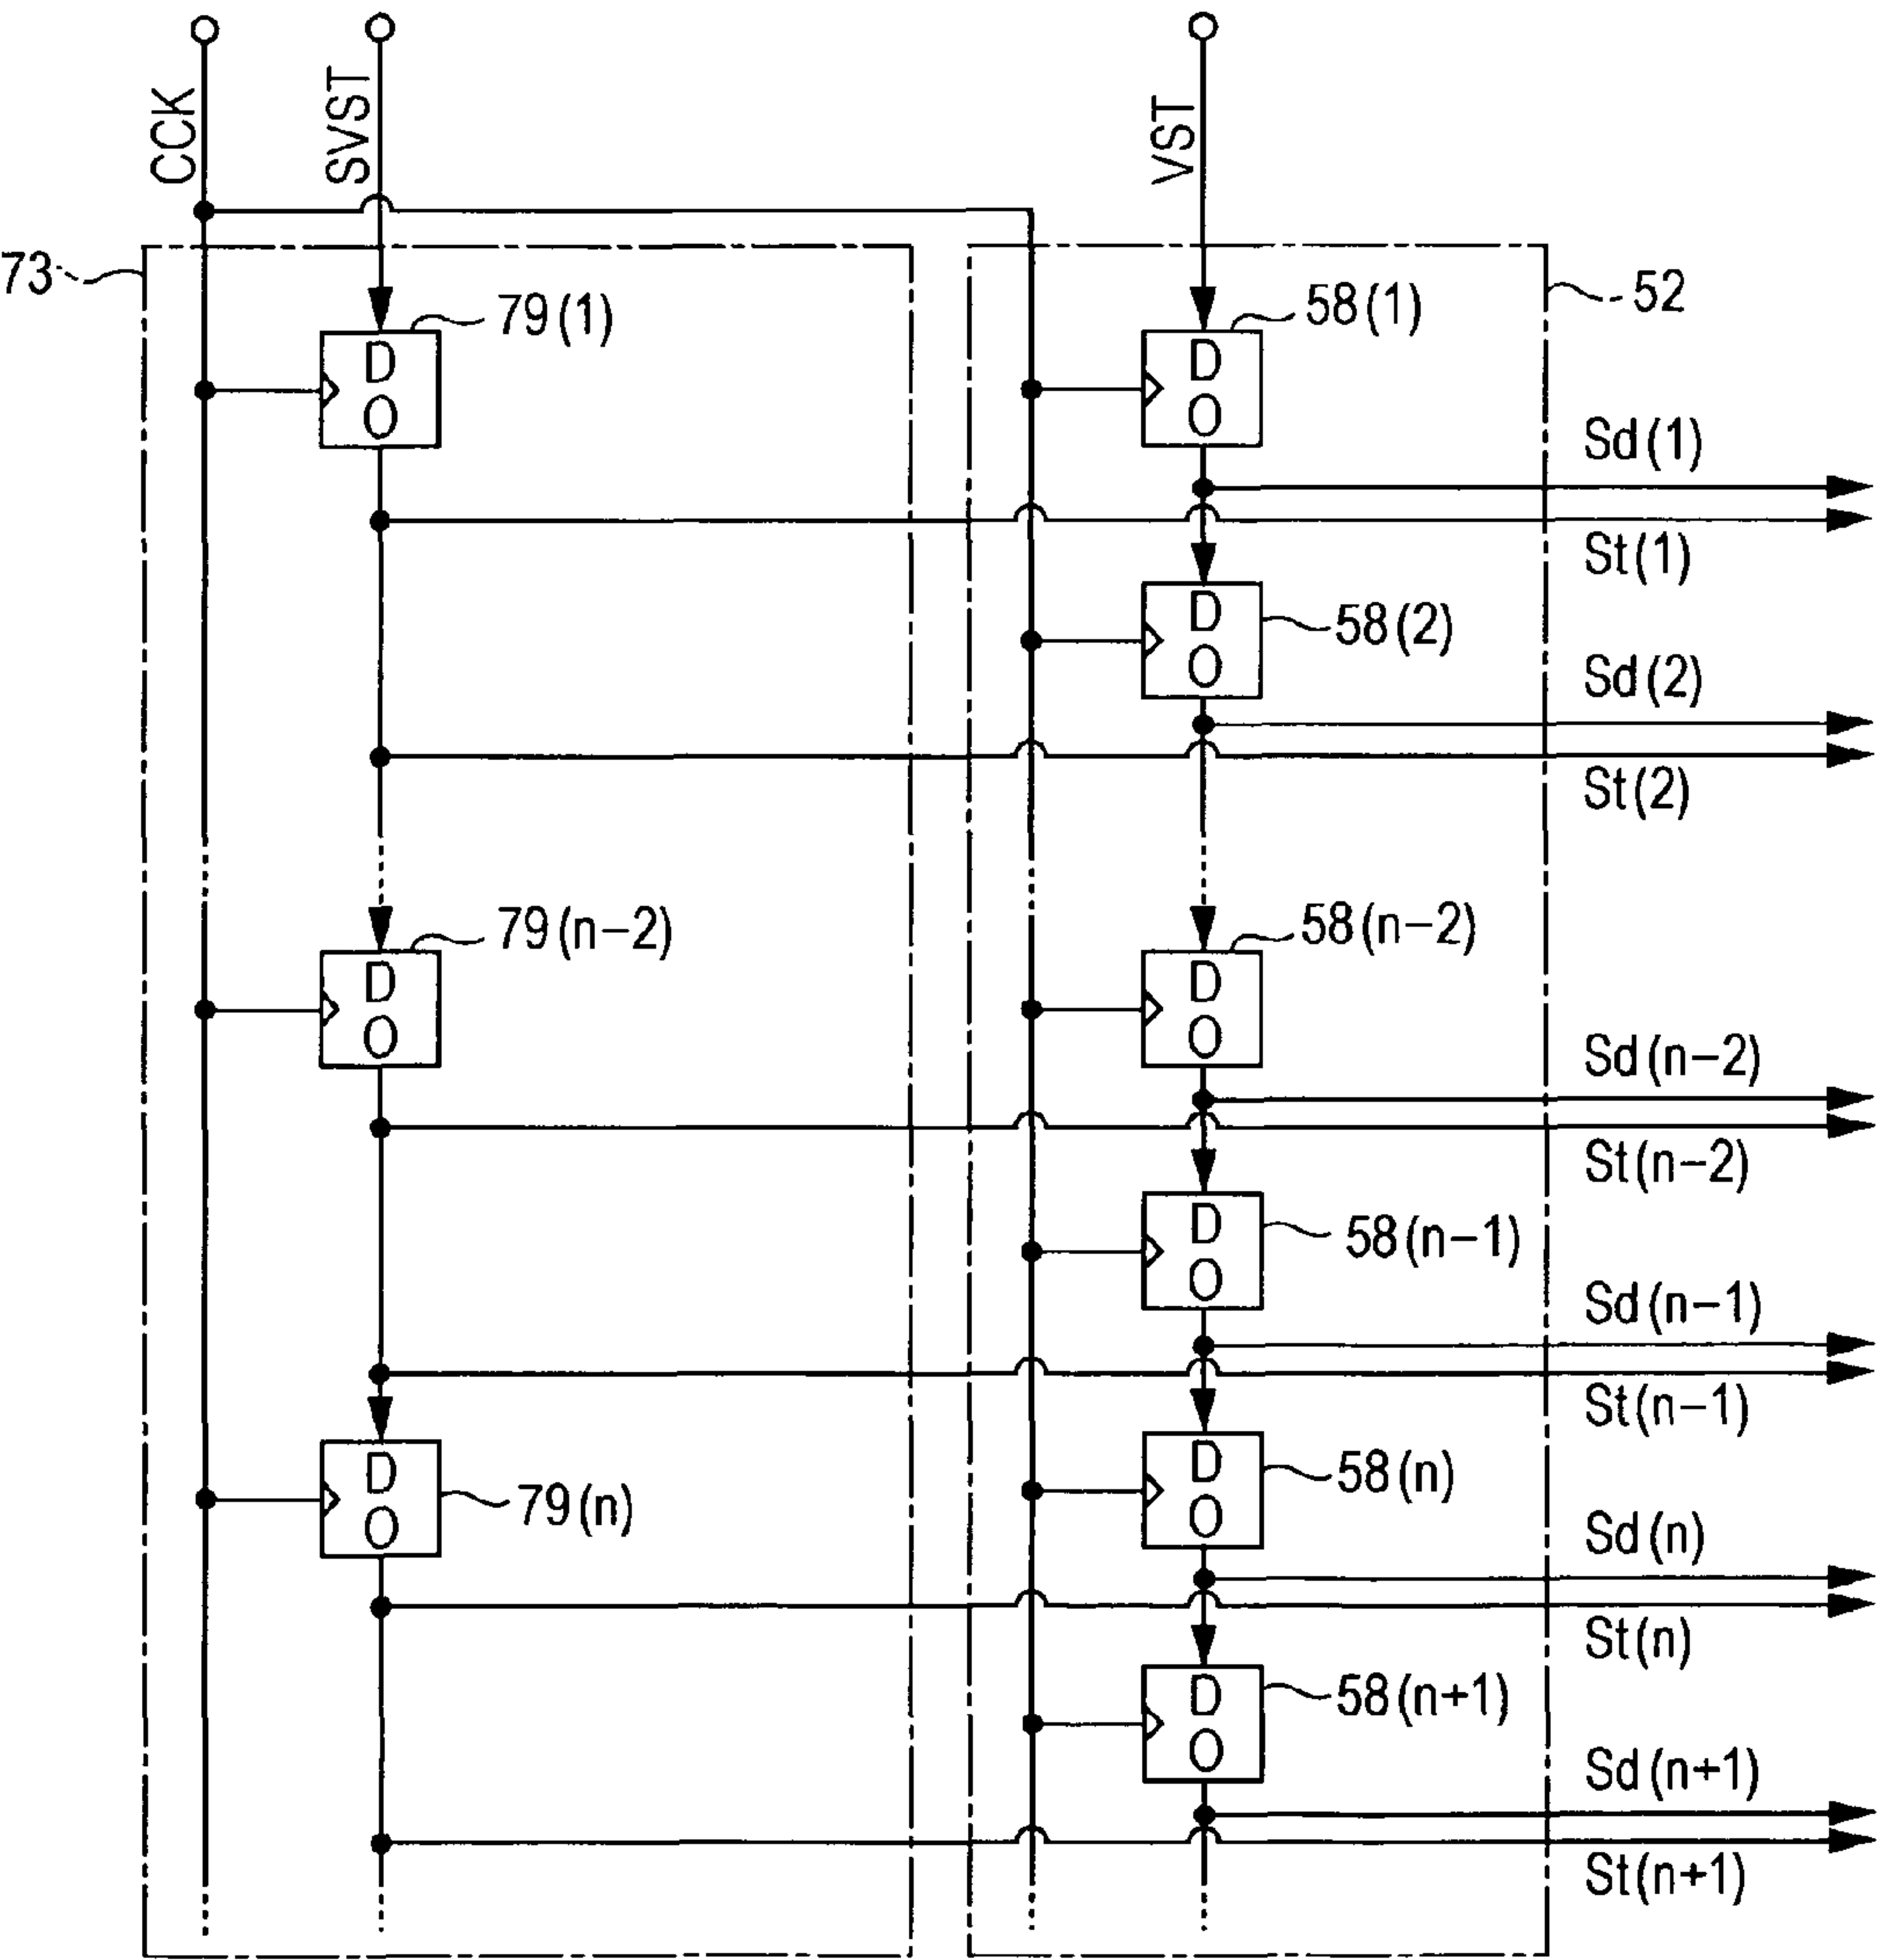 CCK
SVST
VST
73
52
79(1)
58(1)
D
O
D
O
Sd(1)
St(1)
D
O
58(2)
Sd(2)
St(2)
79(n-2)
58(n-2)
D
O
D
O
Sd(n-2)
St(n-2)
D
O
58(n-1)
Sd(n-1)
St(n-1)
D
O
79(n)
D
O
58(n)
Sd(n)
St(n)
D
O
58(n+1)
Sd(n+1)
St(n+1)